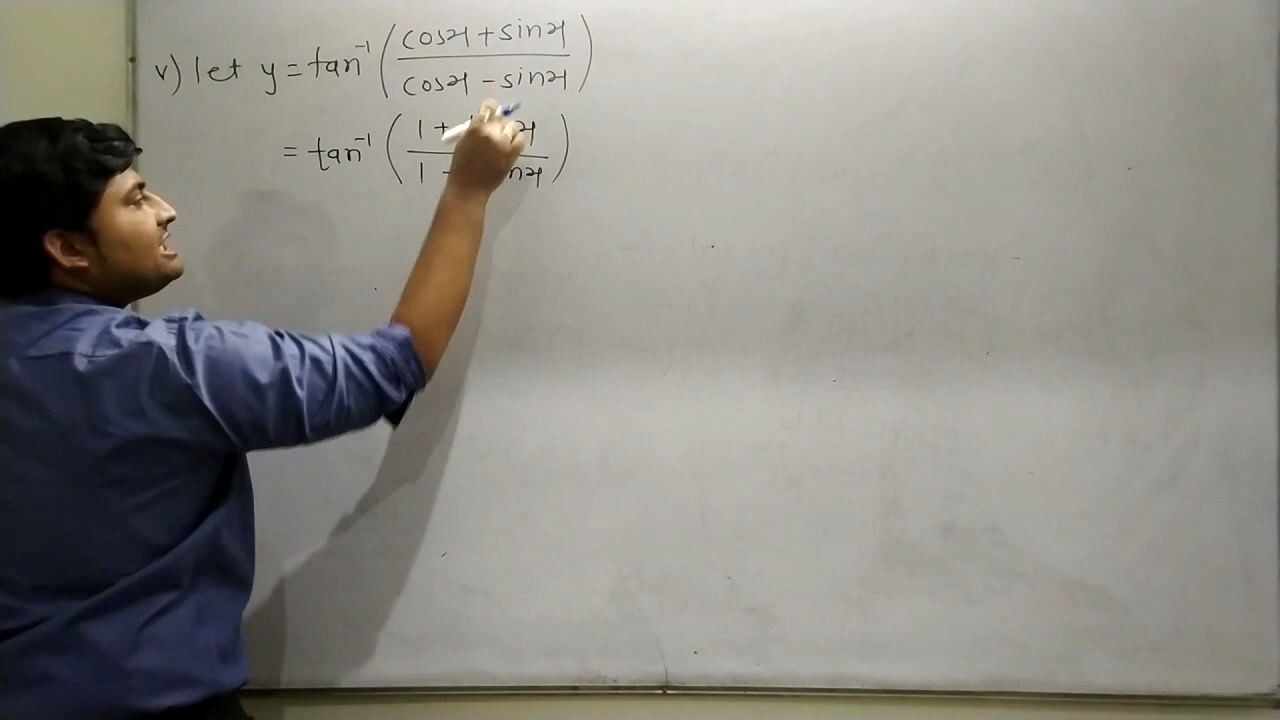 v) let y = tan⁻¹ (cosx + sinx / cosx - sinx)
= tan⁻¹ (1 + x / 1 - nx)